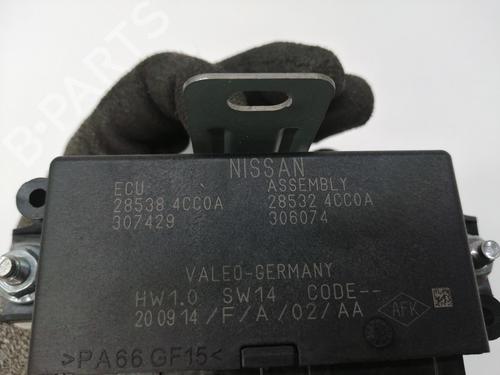 B-PARTS
NISSAN
ECU ASSEMBLY
28538 4CC0A 28532 4CC0A
307429 306074
VALEO-GERMANY
HW1.0 SW14 CODE--
20 09 14 /F/A/02/AA
AFK
>PA66 GF15<